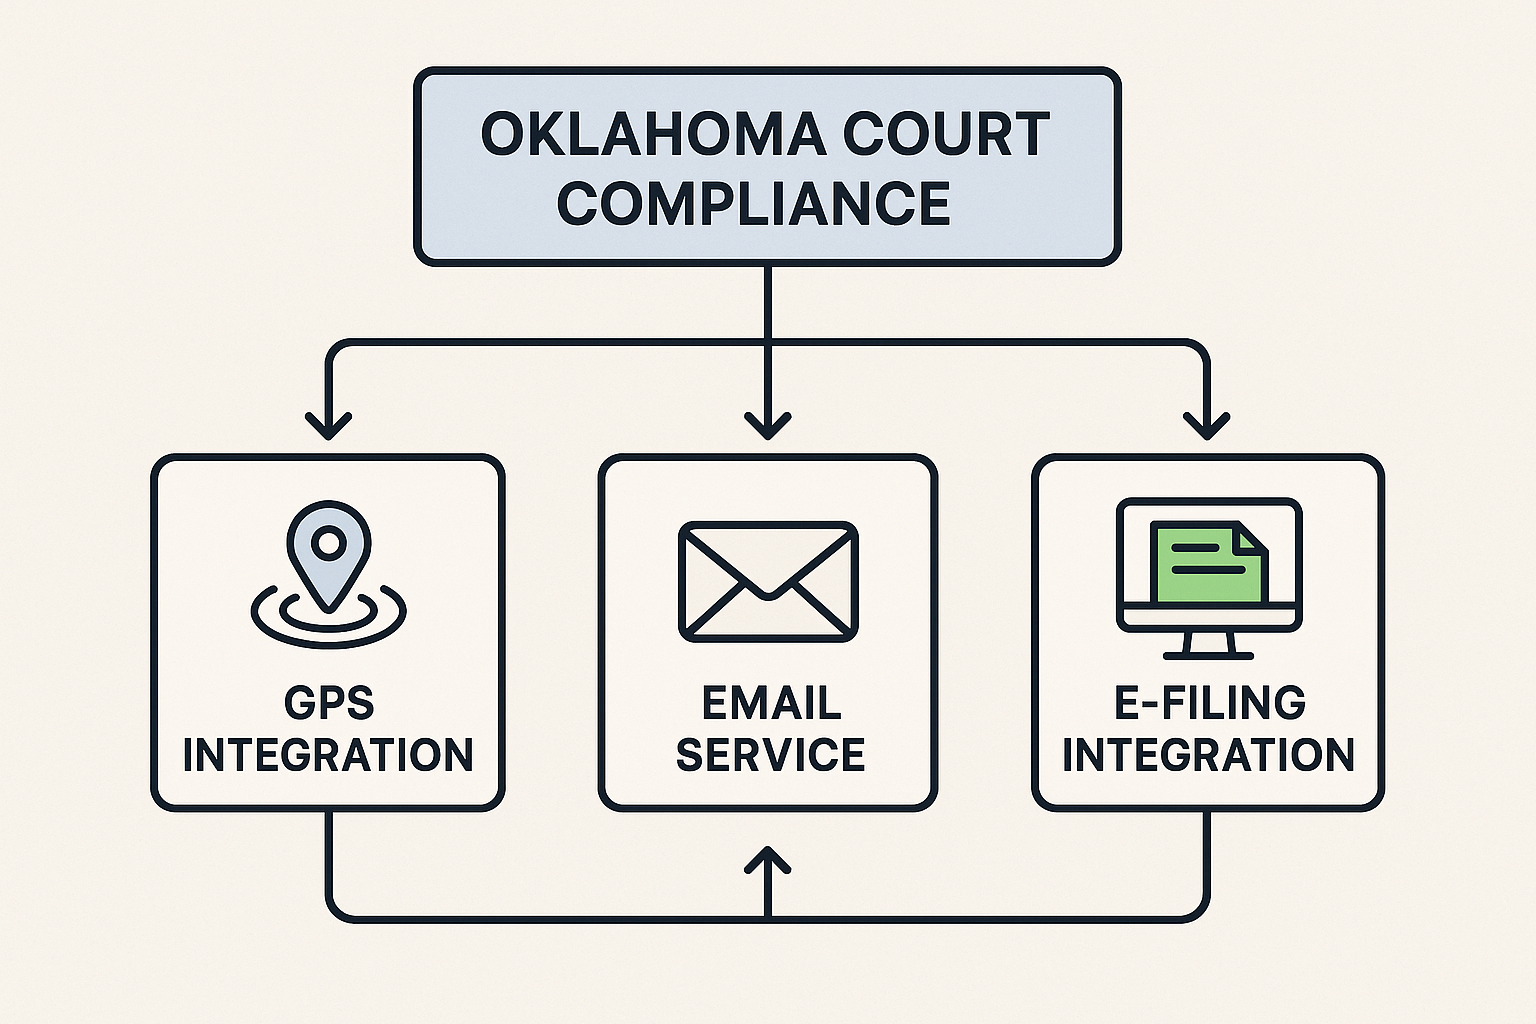 OKLAHOMA COURT
COMPLIANCE
GPS
INTEGRATION
EMAIL
SERVICE
E-FILING
INTEGRATION